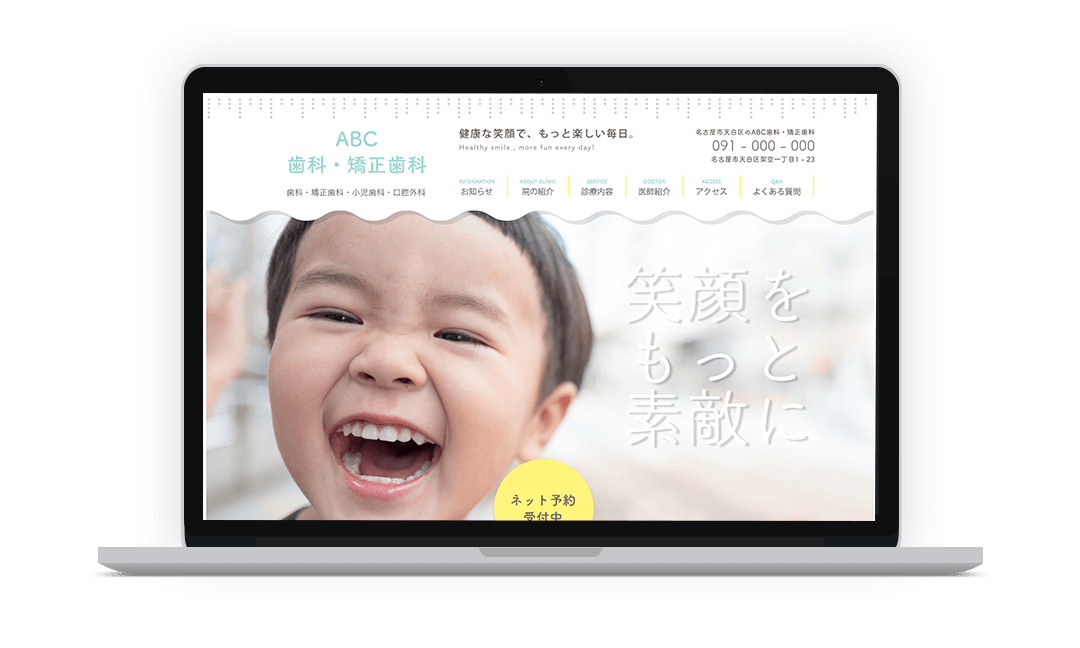 ABC
歯科・矯正歯科
歯科・矯正歯科・小児歯科・口腔外科
健康な笑顔で、もっと楽しい毎日。
Healthy smile , more fun every day!
名古屋市天白区のABC歯科・矯正歯科
091 - 000 - 000
名古屋市天白区架空一丁目1 - 23
INFORMATION
お知らせ
ABOUT CLINIC
院の紹介
SERVICE
診療内容
DOCTOR
医師紹介
ACCESS
アクセス
Q&A
よくある質問
笑顔を
もっと
素敵に
ネット予約
受付中